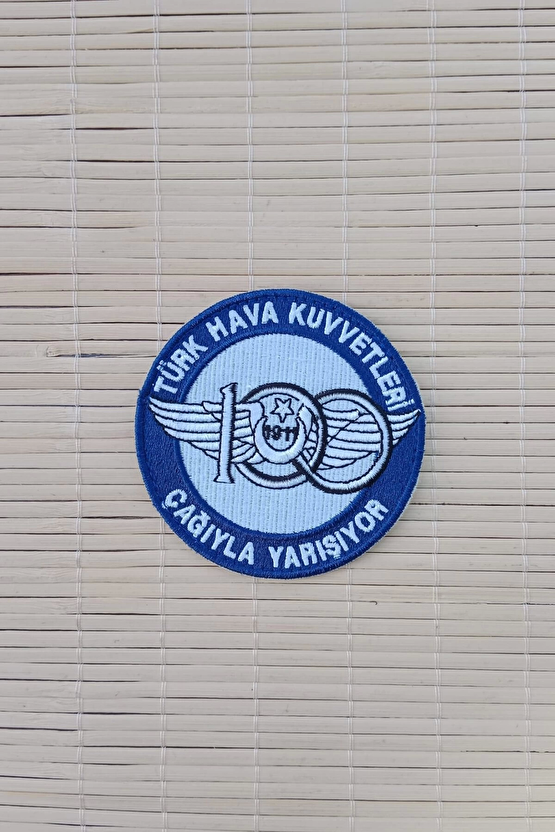 TÜRK HAVA KUVVETLERİ
100
1911
ÇAĞIYLA YARIŞIYOR